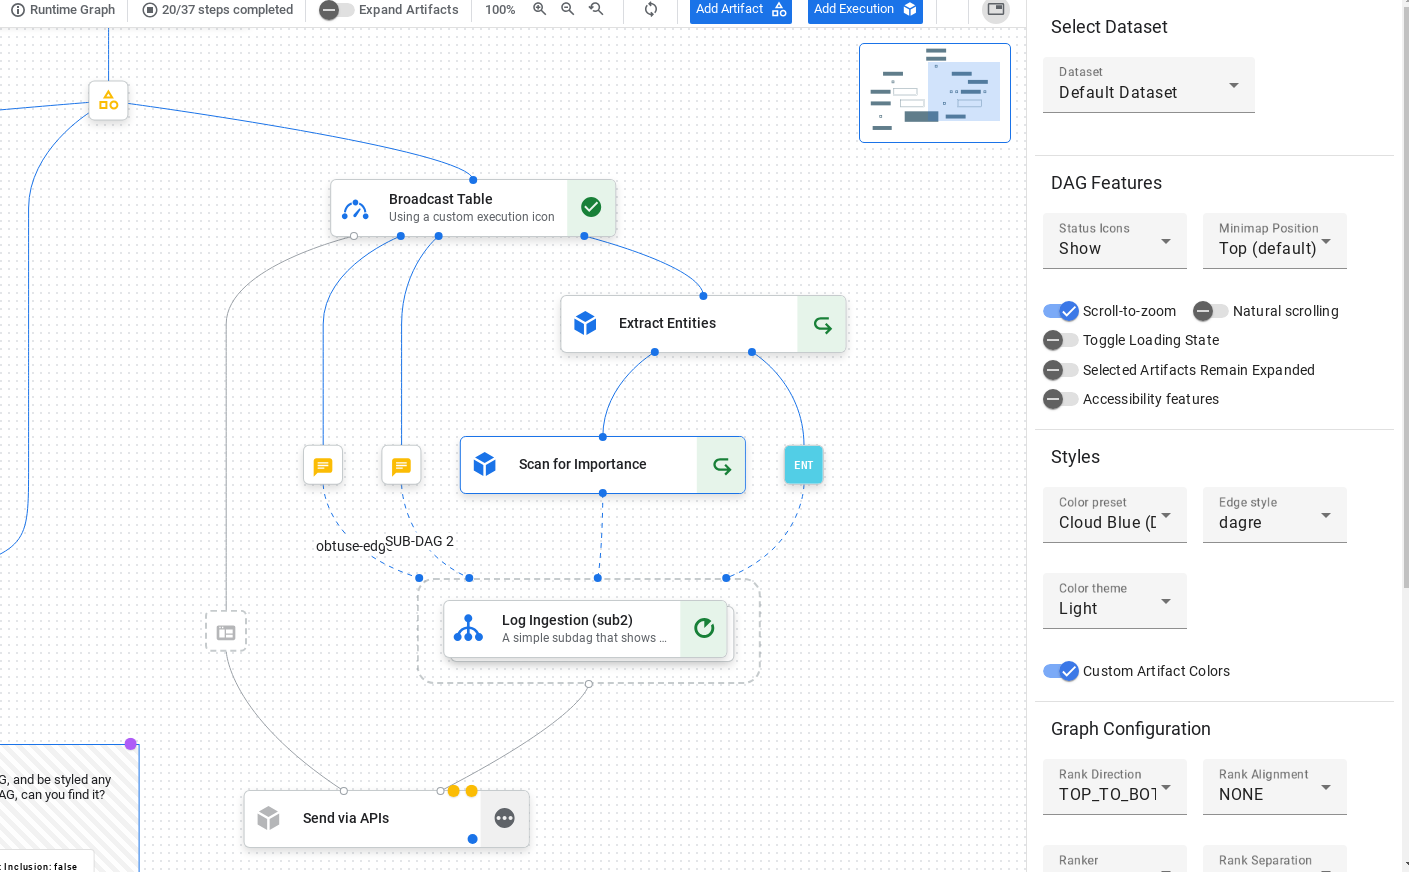 Runtime Graph
20/37 steps completed
Expand Artifacts
100%
Add Artifact
Add Execution
Broadcast Table
Using a custom execution icon
Extract Entities
Scan for Importance
ENT
obtuse-edge
SUB-DAG 2
Log Ingestion (sub2)
A simple subdag that shows ...
G, and be styled any
AG, can you find it?
Send via APIs
: Inclusion: false
Select Dataset
Dataset
Default Dataset
DAG Features
Status Icons
Show
Minimap Position
Top (default)
Scroll-to-zoom
Natural scrolling
Toggle Loading State
Selected Artifacts Remain Expanded
Accessibility features
Styles
Color preset
Cloud Blue (D
Edge style
dagre
Color theme
Light
Custom Artifact Colors
Graph Configuration
Rank Direction
TOP_TO_BOT
Rank Alignment
NONE
Ranker
Rank Separation